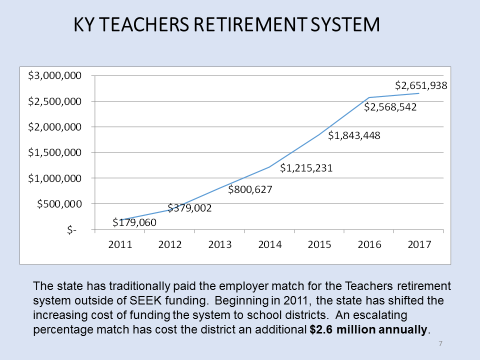 KY TEACHERS RETIREMENT SYSTEM
$3,000,000
$2,500,000
$2,000,000
$1,500,000
$1,000,000
$500,000
$-
$179,060
$379,002
$800,627
$1,215,231
$1,843,448
$2,568,542
$2,651,938
2011 2012 2013 2014 2015 2016 2017
The state has traditionally paid the employer match for the Teachers retirement
system outside of SEEK funding. Beginning in 2011, the state has shifted the
increasing cost of funding the system to school districts. An escalating
percentage match has cost the district an additional $2.6 million annually.
7